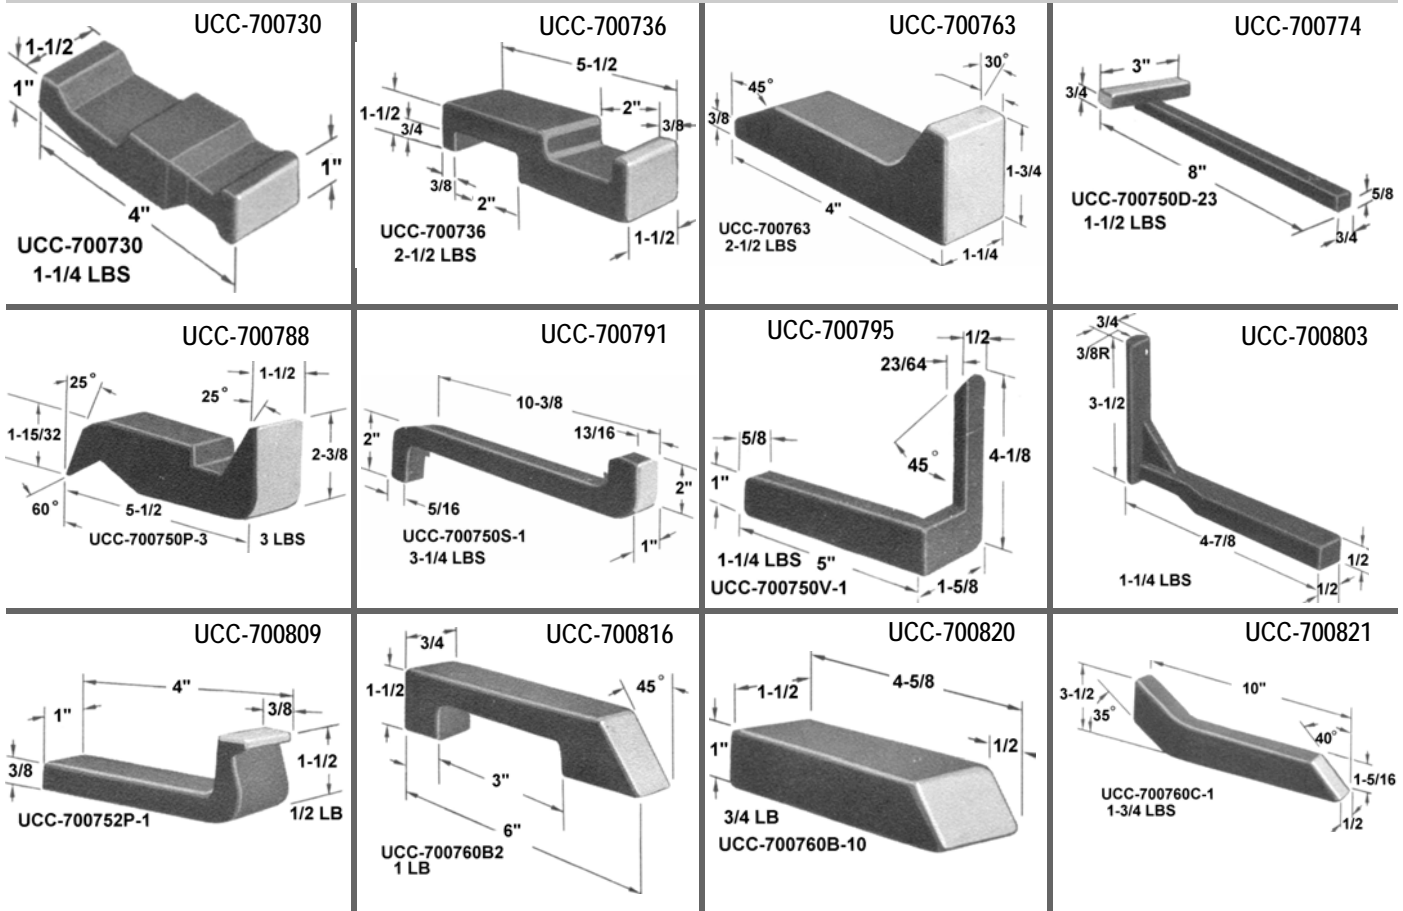 UCC-700730
1-1/2
1"
1"
4"
UCC-700730
1-1/4 LBS
UCC-700736
5-1/2
2"
1-1/2
3/4
3/8
3/8
2"
UCC-700736
2-1/2 LBS
1-1/2
UCC-700763
30°
45°
3/8
1-3/4
4"
UCC-700763
2-1/2 LBS
1-1/4
UCC-700774
3"
3/4
8"
UCC-700750D-23
1-1/2 LBS
5/8
3/4
UCC-700788
1-1/2
25°
25°
1-15/32
2-3/8
60°
5-1/2
UCC-700750P-3
3 LBS
UCC-700791
10-3/8
13/16
2"
2"
5/16
UCC-700750S-1
3-1/4 LBS
1"
UCC-700795
1/2
23/64
5/8
45°
4-1/8
1"
1-1/4 LBS
5"
UCC-700750V-1
1-5/8
3/4
UCC-700803
3/8R
3-1/2
4-7/8
1/2
1-1/4 LBS
1/2
UCC-700809
4"
1"
3/8
3/8
1-1/2
1/2 LB
UCC-700752P-1
UCC-700816
3/4
1-1/2
45°
3"
6"
UCC-700760B2
1 LB
UCC-700820
4-5/8
1-1/2
1"
1/2
3/4 LB
UCC-700760B-10
UCC-700821
10"
3-1/2
35°
40°
1-5/16
UCC-700760C-1
1-3/4 LBS
1/2